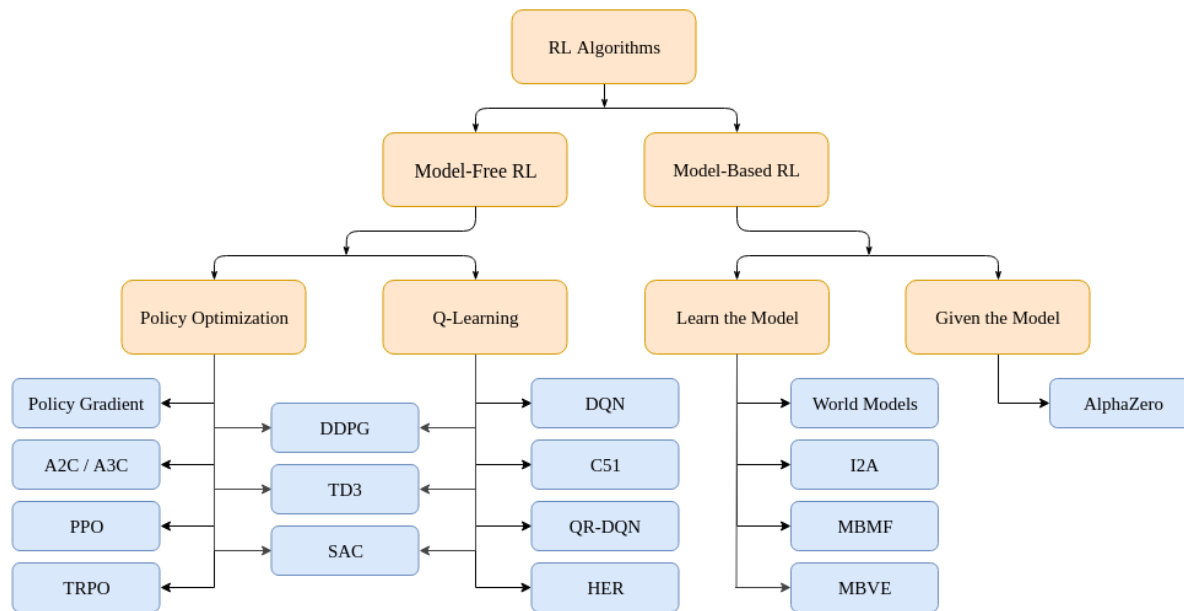 RL Algorithms
Model-Free RL
Model-Based RL
Policy Optimization
Q-Learning
Learn the Model
Given the Model
Policy Gradient
DQN
World Models
AlphaZero
DDPG
A2C / A3C
C51
I2A
TD3
PPO
QR-DQN
MBMF
SAC
TRPO
HER
MBVE